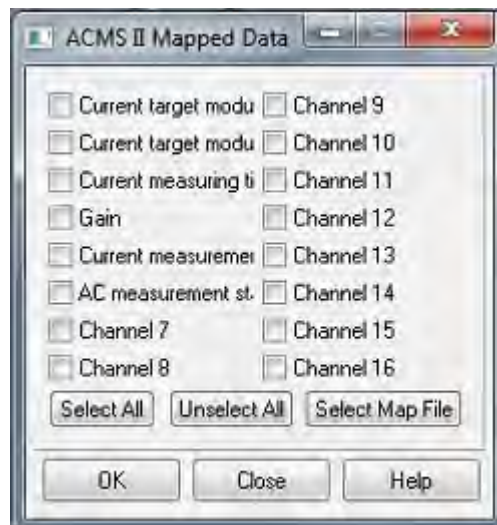 ACMS II Mapped Data
Current target modu Channel 9
Current target modu Channel 10
Current measuring ti Channel 11
Gain Channel 12
Current measuremen Channel 13
AC measurement st. Channel 14
Channel 7 Channel 15
Channel 8 Channel 16
Select All Unselect All Select Map File
OK Close Help